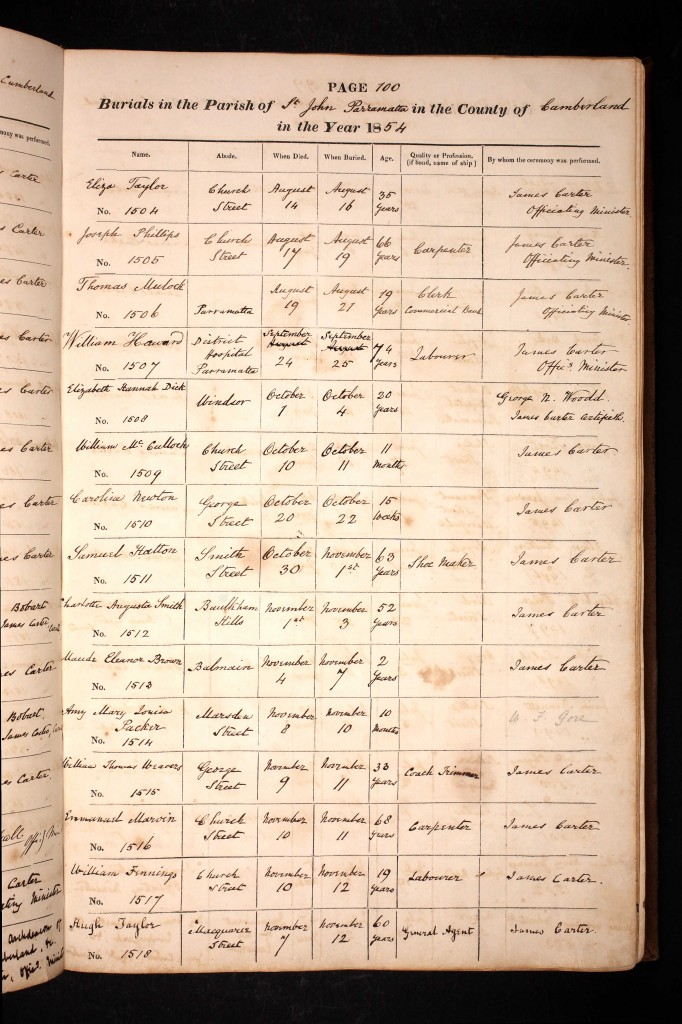 PAGE 100
Burials in the Parish of St John Parramatta in the County of Cumberland
in the Year 1854
Name. Abode. When Died. When Buried. Age. Quality or Profession. (if bond, name of ship) By whom the ceremony was performed.
Eliza Taylor Church August August 35 James Carter
No. 1504 Street 14 16 Years Officiating Minister.
Joseph Phillips Church August August 66 Carpenter James Carter
No. 1505 Street 17 19 Years Officiating Minister.
Thomas Mulock August August 19 Clerk James Carter
No. 1506 Parramatta 19 21 Years Commercial Bank Officiating Minister
William Haward District September August September August 74 Labourer James Carter
No. 1507 Hospital Parramatta 24 25 Years Offic. Minister
Elizabeth Hannah Dick Windsor October October 20 George N. Woodd.
No. 1508 1 4 Years James Carter
William McCulloch Church October October 11 James Carter
No. 1509 Street 10 11 Months
Carolina Newton George October October 15 James Carter
No. 1510 Street 20 22 Weeks
Samuel Hatton Smith October November 63 Shoe Maker James Carter
No. 1511 Street 30 1st Years
Charlotte Augusta Smith Baulkham November November 52 James Carter
No. 1512 Hills 1st 3 Years
Maude Eleanor Brown Balmain November November 2 James Carter
No. 1513 4 7 Years
Amy Mary Louisa Marsden November November 10 W. F. Gore
Packer Street 8 10 Months
No. 1514
William Thomas Weavers George November November 33 Coach Trimmer James Carter
No. 1515 Street 9 11 Years
Emmanuel Marvin Church November November 68 Carpenter James Carter
No. 1516 Street 10 11 Years
William Fennings Church November November 19 Labourer James Carter.
No. 1517 Street 10 12 Years
Hugh Taylor Macquarie November November 60 General Agent James Carter.
No. 1518 Street 7 12 Years